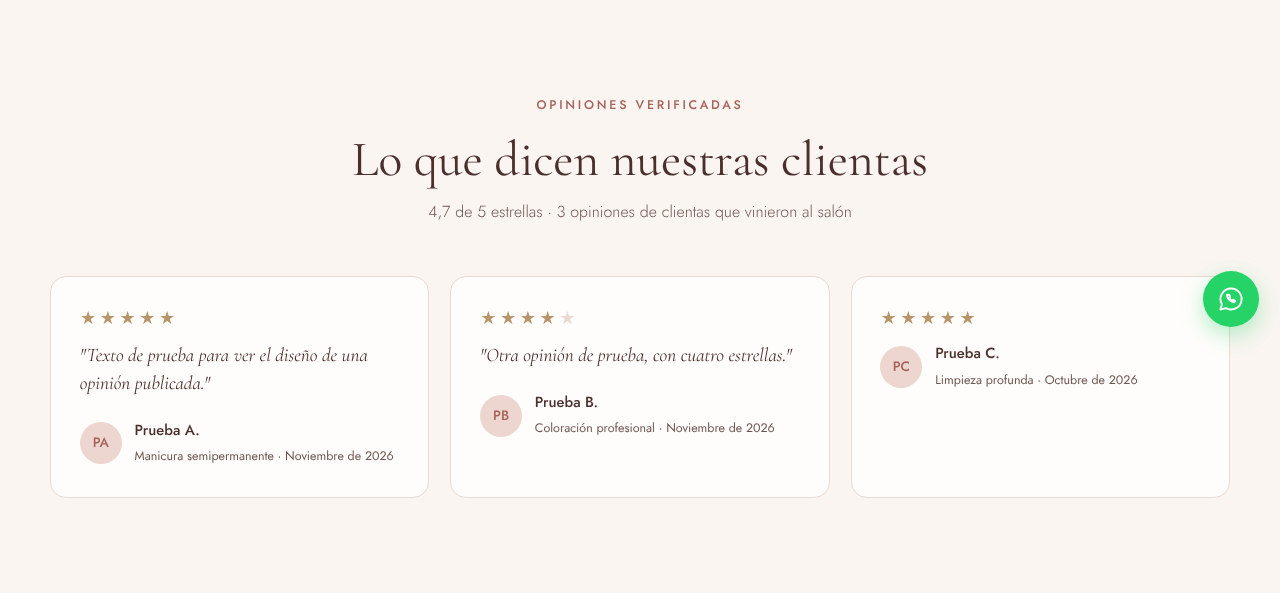 OPINIONES VERIFICADAS
Lo que dicen nuestras clientas
4,7 de 5 estrellas · 3 opiniones de clientas que vinieron al salón
★★★★★
"Texto de prueba para ver el diseño de una
opinión publicada."
PA
Prueba A.
Manicura semipermanente · Noviembre de 2026
★★★★★
"Otra opinión de prueba, con cuatro estrellas."
PB
Prueba B.
Coloración profesional · Noviembre de 2026
★★★★★
PC
Prueba C.
Limpieza profunda · Octubre de 2026